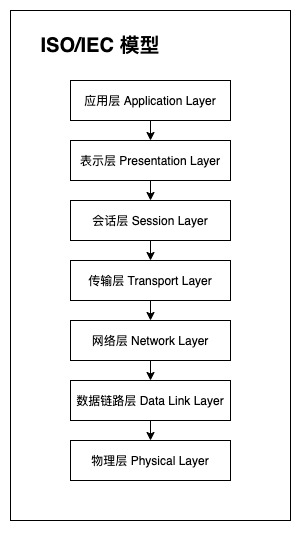 ISO/IEC 模型
应用层 Application Layer
表示层 Presentation Layer
会话层 Session Layer
传输层 Transport Layer
网络层 Network Layer
数据链路层 Data Link Layer
物理层 Physical Layer